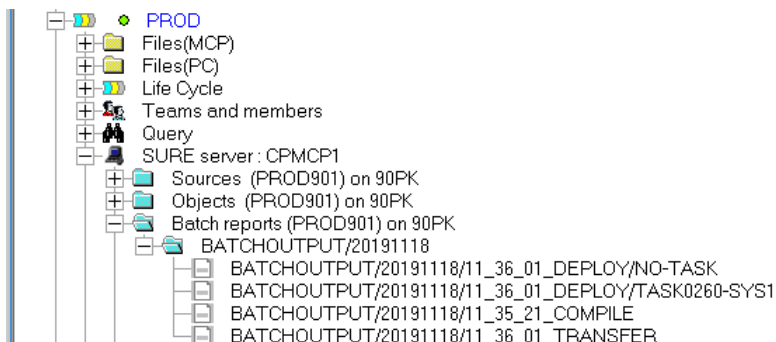 PROD
Files(MCP)
Files(PC)
Life Cycle
Teams and members
Query
SURE server : CPMCP1
Sources (PROD901) on 90PK
Objects (PROD901) on 90PK
Batch reports (PROD901) on 90PK
BATCHOUTPUT/20191118
BATCHOUTPUT/20191118/11_36_01_DEPLOY/NO-TASK
BATCHOUTPUT/20191118/11_36_01_DEPLOY/TASK0260-SYS1
BATCHOUTPUT/20191118/11_35_21_COMPILE
BATCHOUTPUT/20191118/11_36_01_TRANSFER